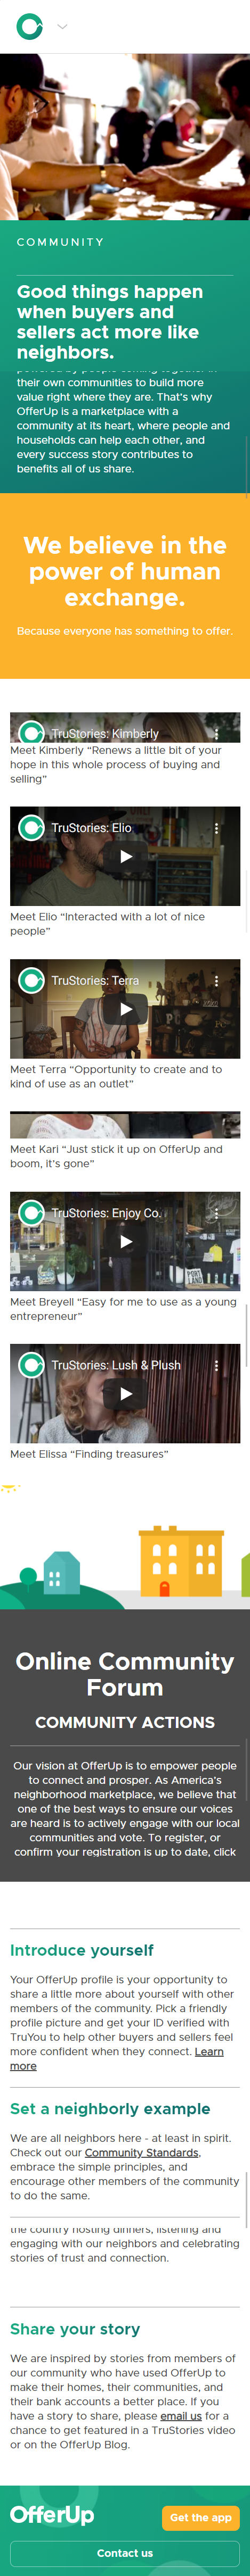 COMMUNITY
Good things happen
when buyers and
sellers act more like
neighbors.
their own communities to build more
value right where they are. That's why
OfferUp is a marketplace with a
community at its heart, where people and
households can help each other, and
every success story contributes to
benefits all of us share.
We believe in the
power of human
exchange.
Because everyone has something to offer.
TruStories: Kimberly
Meet Kimberly “Renews a little bit of your
hope in this whole process of buying and
selling”
TruStories: Elio
Meet Elio “Interacted with a lot of nice
people”
TruStories: Terra
Meet Terra “Opportunity to create and to
kind of use as an outlet”
Meet Kari “Just stick it up on OfferUp and
boom, it's gone”
TruStories: Enjoy Co.
Meet Breyell “Easy for me to use as a young
entrepreneur”
TruStories: Lush & Plush
Meet Elissa “Finding treasures”
Online Community
Forum
COMMUNITY ACTIONS
Our vision at OfferUp is to empower people
to connect and prosper. As America's
neighborhood marketplace, we believe that
one of the best ways to ensure our voices
are heard is to actively engage with our local
communities and vote. To register, or
confirm your registration is up to date, click
Introduce yourself
Your OfferUp profile is your opportunity to
share a little more about yourself with other
members of the community. Pick a friendly
profile picture and get your ID verified with
TruYou to help other buyers and sellers feel
more confident when they connect. Learn
more
Set a neighborly example
We are all neighbors here - at least in spirit.
Check out our Community Standards,
embrace the simple principles, and
encourage other members of the community
to do the same.
the country hosting dinners, listening and
engaging with our neighbors and celebrating
stories of trust and connection.
Share your story
We are inspired by stories from members of
our community who have used OfferUp to
make their homes, their communities, and
their bank accounts a better place. If you
have a story to share, please email us for a
chance to get featured in a TruStories video
or on the OfferUp Blog.
OfferUp
Get the app
Contact us